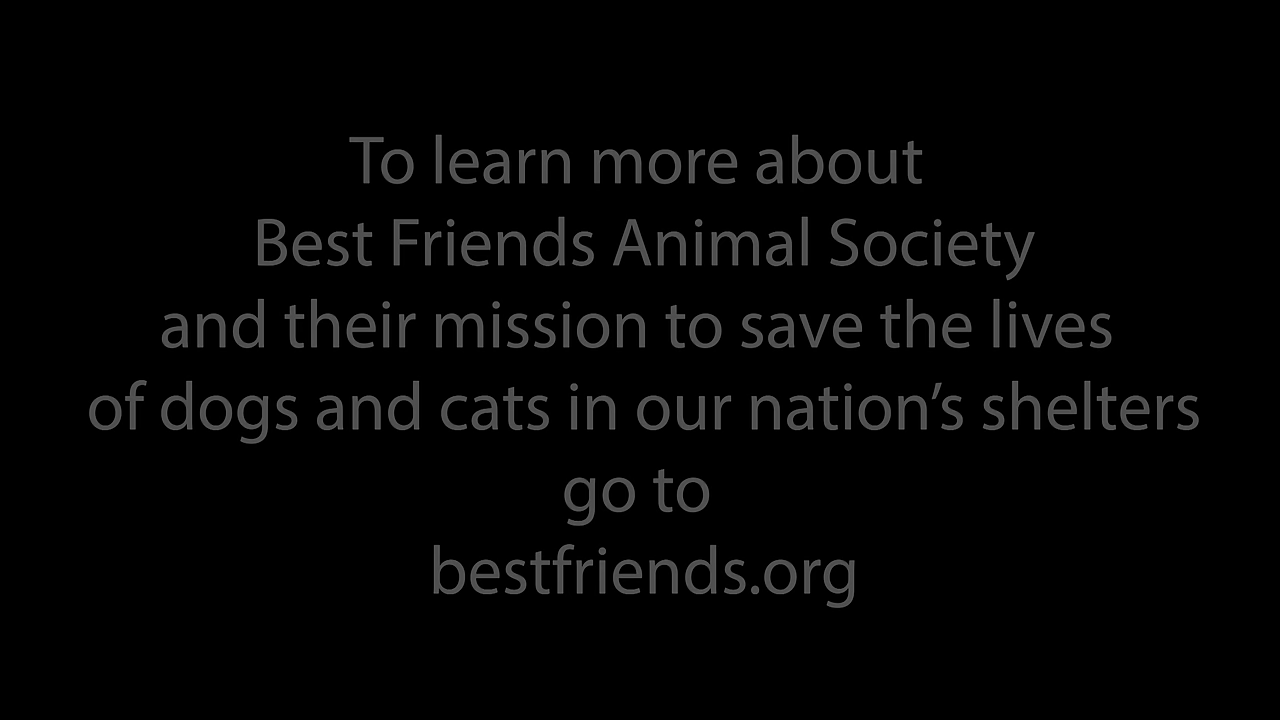 To learn more about
Best Friends Animal Society
and their mission to save the lives
of dogs and cats in our nation’s shelters
go to
bestfriends.org